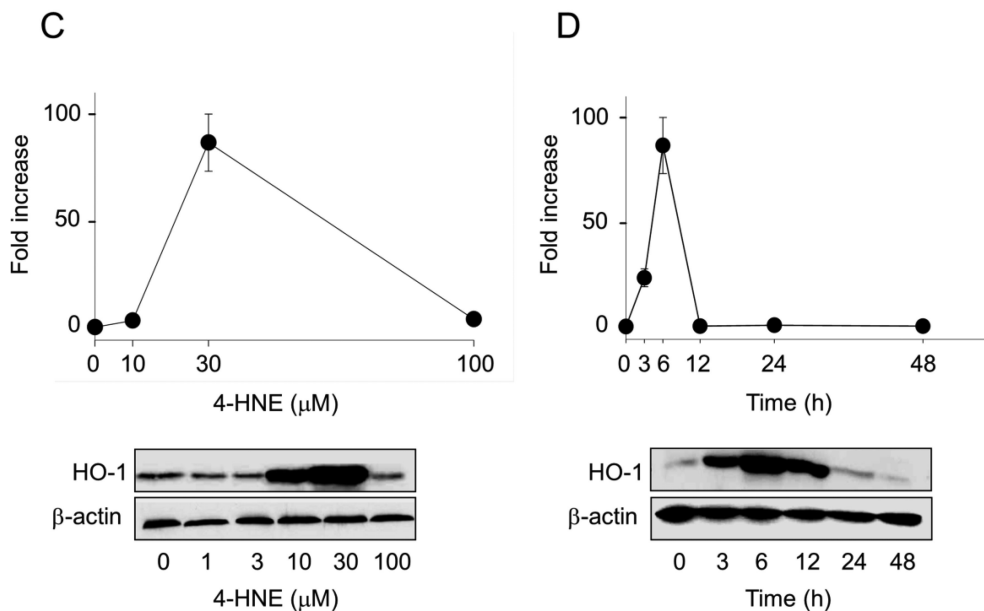 C
100
50
0
Fold increase
0 10 30 100
4-HNE (μM)
HO-1
β-actin
0 1 3 10 30 100
4-HNE (μM)
D
100
50
0
Fold increase
0 3 6 12 24 48
Time (h)
HO-1
β-actin
0 3 6 12 24 48
Time (h)